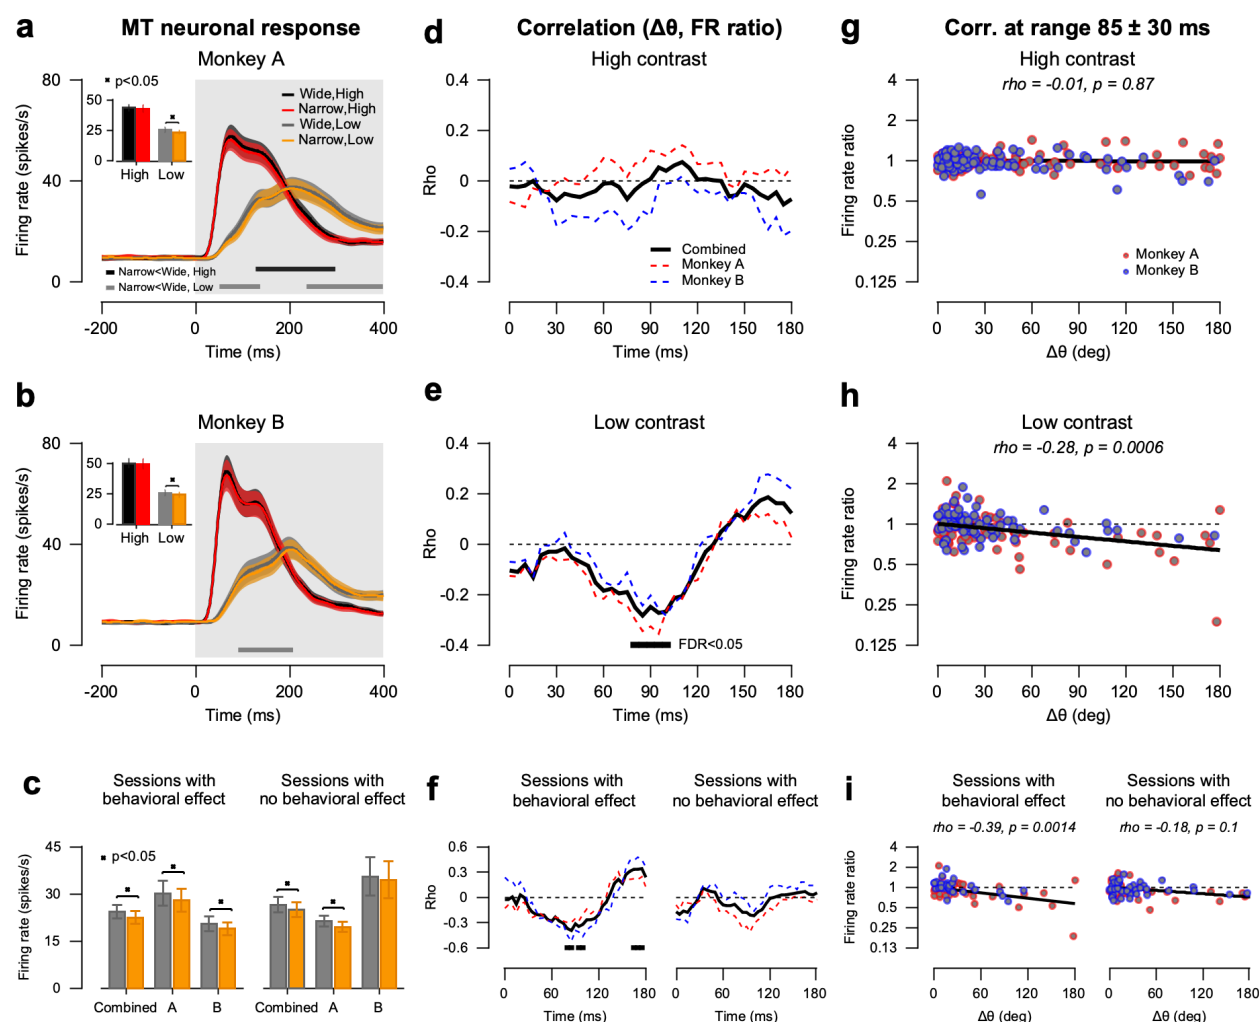 a
MT neuronal response
Monkey A
80
40
0
Firing rate (spikes/s)
✖ p<0.05
50
25
0
High Low
Wide,High
Narrow,High
Wide,Low
Narrow,Low
Narrow<Wide, High
Narrow<Wide, Low
-200 0 200 400
Time (ms)
d
Correlation (Δθ, FR ratio)
High contrast
0.4
0.2
0
-0.2
-0.4
Rho
Combined
Monkey A
Monkey B
0 30 60 90 120 150 180
Time (ms)
g
Corr. at range 85 ± 30 ms
High contrast
rho = -0.01, p = 0.87
4
2
1
0.5
0.25
0.125
Firing rate ratio
Monkey A
Monkey B
0 30 60 90 120 150 180
Δθ (deg)
b
Monkey B
80
40
0
Firing rate (spikes/s)
50
25
0
High Low
-200 0 200 400
Time (ms)
e
Low contrast
0.4
0.2
0
-0.2
-0.4
Rho
FDR<0.05
0 30 60 90 120 150 180
Time (ms)
h
Low contrast
rho = -0.28, p = 0.0006
4
2
1
0.5
0.25
0.125
Firing rate ratio
0 30 60 90 120 150 180
Δθ (deg)
c
Sessions with
behavioral effect
Sessions with
no behavioral effect
45
30
15
0
Firing rate (spikes/s)
✖ p<0.05
Combined A B
Combined A B
f
Sessions with
behavioral effect
Sessions with
no behavioral effect
0.6
0.3
0
-0.3
-0.6
Rho
0 60 120 180
Time (ms)
0 60 120 180
Time (ms)
i
Sessions with
behavioral effect
Sessions with
no behavioral effect
rho = -0.39, p = 0.0014
rho = -0.18, p = 0.1
4
2
1
0.5
0.25
0.13
Firing rate ratio
0 60 120 180
Δθ (deg)
0 60 120 180
Δθ (deg)